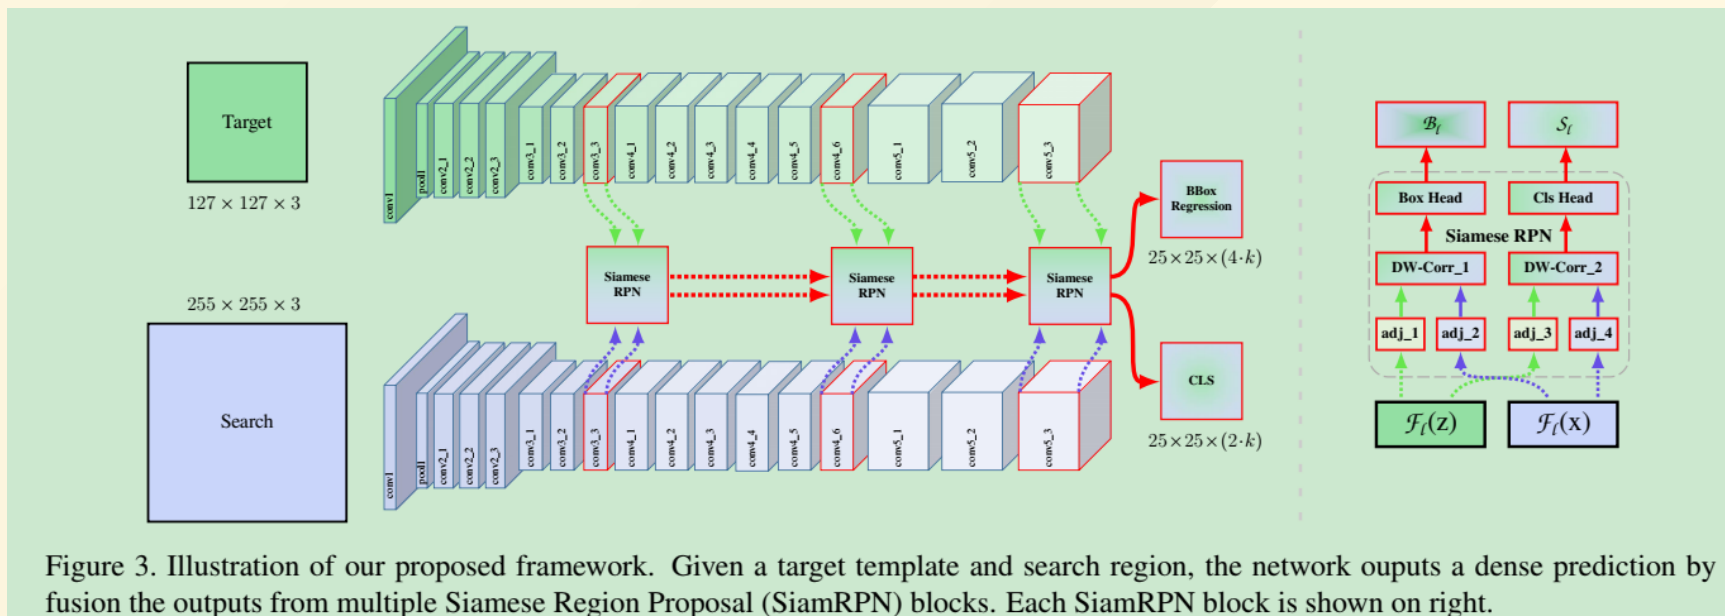 Target
127 × 127 × 3
conv1
pool1
conv2_1
conv2_2
conv2_3
conv3_1
conv3_2
conv3_3
conv4_1
conv4_2
conv4_3
conv4_4
conv4_5
conv4_6
conv5_1
conv5_2
conv5_3
BBox
Regression
25×25×(4·k)
Siamese
RPN
Siamese
RPN
Siamese
RPN
255 × 255 × 3
Search
conv1
pool1
conv2_1
conv2_2
conv2_3
conv3_1
conv3_2
conv3_3
conv4_1
conv4_2
conv4_3
conv4_4
conv4_5
conv4_6
conv5_1
conv5_2
conv5_3
CLS
25×25×(2·k)
ℬℓ
𝒮ℓ
Box Head
Cls Head
Siamese RPN
DW-Corr_1
DW-Corr_2
adj_1
adj_2
adj_3
adj_4
ℱℓ(z)
ℱℓ(x)
Figure 3. Illustration of our proposed framework. Given a target template and search region, the network ouputs a dense prediction by
fusion the outputs from multiple Siamese Region Proposal (SiamRPN) blocks. Each SiamRPN block is shown on right.